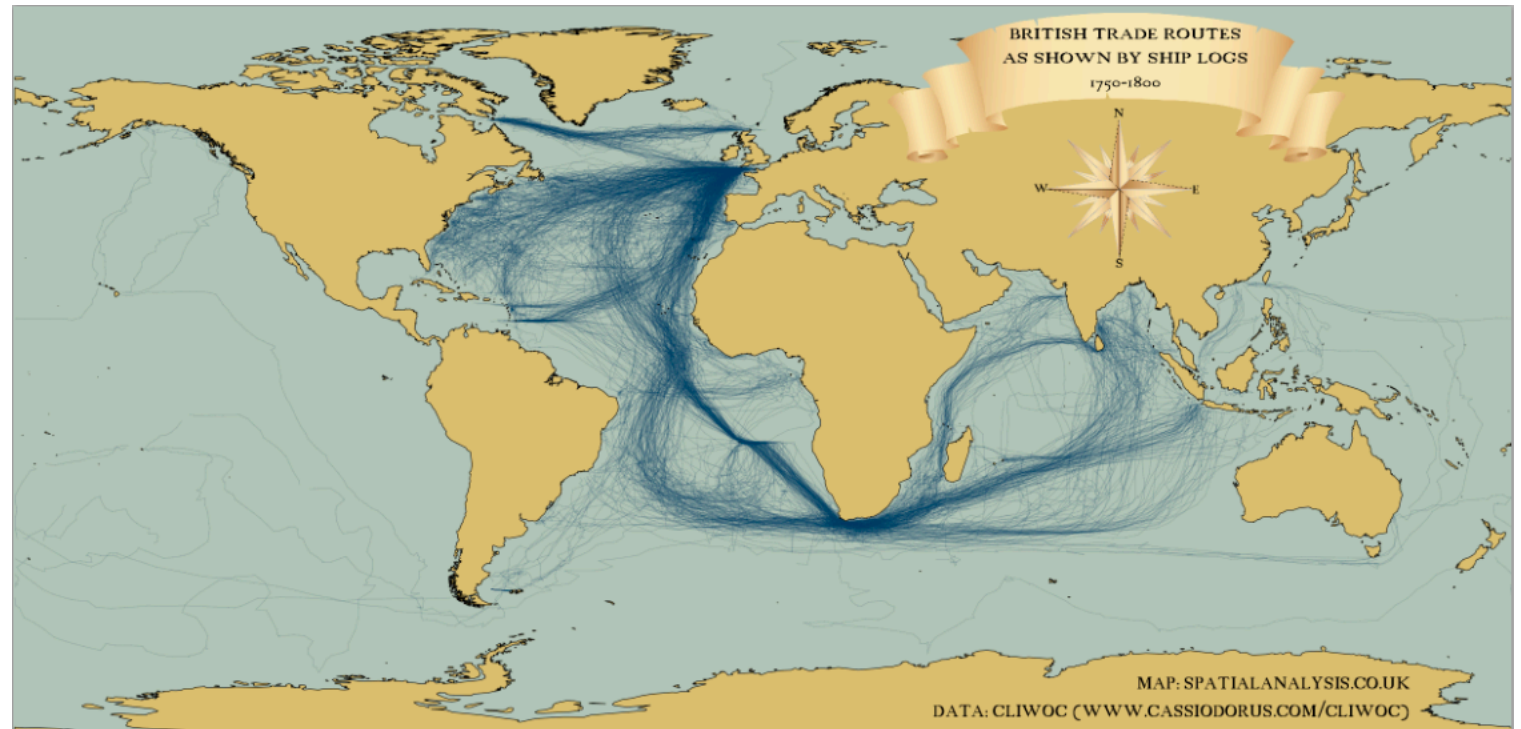 BRITISH TRADE ROUTES
AS SHOWN BY SHIP LOGS
1750-1800
N
W E
S
MAP: SPATIALANALYSIS.CO.UK
DATA: CLIWOC (WWW.CASSIODORUS.COM/CLIWOC)